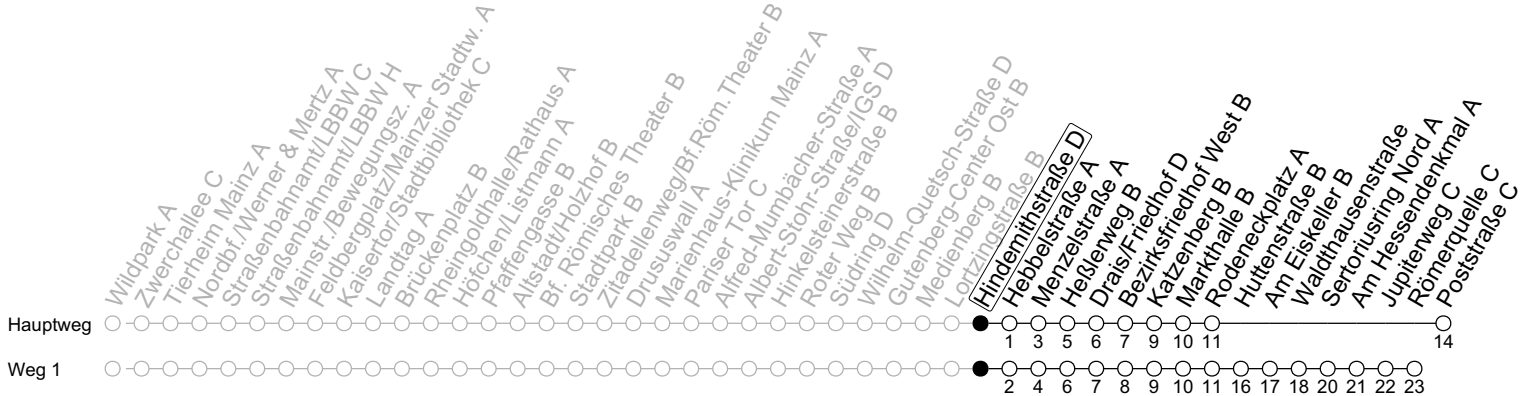 Wildpark A
Zwerchallee C
Tierheim Mainz A
Nordbf./Werner & Mertz A
Straßenbahnamt/LBBW C
Straßenbahnamt/LBBW H
Mainstr./Bewegungsz. A
Feldbergplatz/Mainzer Stadtw. A
Kaisertor/Stadtbibliothek C
Landtag A
Brückenplatz B
Rheingoldhalle/Rathaus A
Höfchen/Listmann A
Pfaffengasse B
Altstadt/Holzhof B
Bf. Römisches Theater B
Stadtpark B
Zitadellenweg/Bf.Röm.Theater B
Drususwall A
Marienhaus-Klinikum Mainz A
Pariser Tor C
Alfred-Mumbächer-Straße A
Albert-Stohr-Straße/IGS D
Hinkelsteinerstraße B
Roter Weg B
Südring D
Wilhelm-Quetsch-Straße D
Gutenberg-Center Ost B
Medienberg B
Lortzingstraße B
Hindemithstraße D
Hebbelstraße A
Menzelstraße A
Heßlerweg B
Drais/Friedhof D
Bezirksfriedhof West B
Katzenberg B
Markthalle B
Rodeneckplatz A
Huttenstraße B
Am Eiskeller B
Waldthausenstraße
Sertoriusring Nord A
Am Hessendenkmal A
Jupiterweg C
Römerquelle C
Poststraße C
Hauptweg
1 3 5 6 7 9 10 11 14
Weg 1
2 4 6 7 8 9 10 11 16 17 18 20 21 22 23